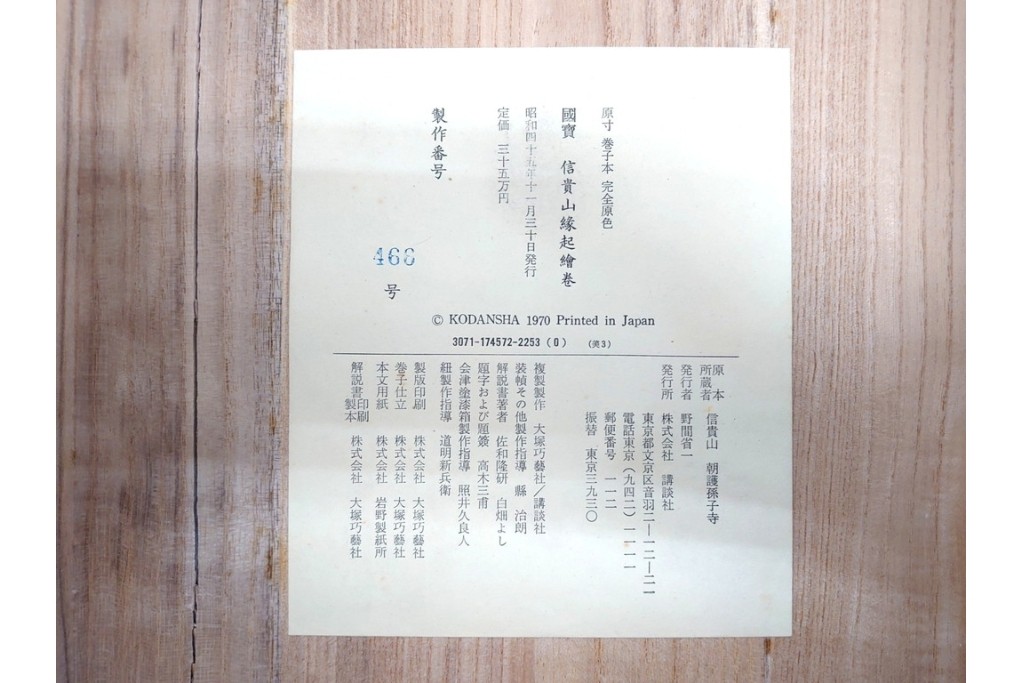 原寸 巻子本 完全原色
國寶 信貴山緣起繪卷
昭和四十五年十一月三十日発行
定価 三十五万円
製作番号
466
号
© KODANSHA 1970 Printed in Japan
3071-174572-2253 (0) (美3)
原本所蔵者 信貴山 朝護孫子寺
発行者 野間省一
発行所 株式会社 講談社
東京都文京区音羽二―一二―二一
電話東京(九四二)一一一一
郵便番号 一一二
振替 東京三九三〇
複製製作 大塚巧藝社/講談社
装幀その他製作指導 縣 治朗
解説書著者 佐和隆研 白畑よし
題字および題簽 高木三甫
会津塗漆箱製作指導 照井久良人
紐製作指導 道明新兵衛
製版印刷 株式会社 大塚巧藝社
巻子仕立 株式会社 大塚巧藝社
本文用紙 株式会社 岩野製紙所
解説書印刷製本 株式会社 大塚巧藝社